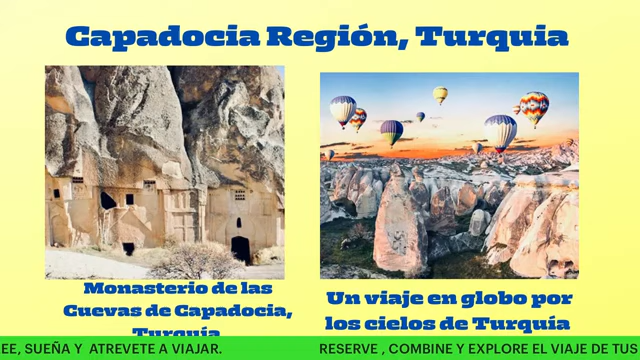 Capadocia Región, Turquia
Monasterio de las
Cuevas de Capadocia,
Turquía
Un viaje en globo por
los cielos de Turquía
EE, SUEÑA Y ATREVETE A VIAJAR.
RESERVE , COMBINE Y EXPLORE EL VIAJE DE TUS